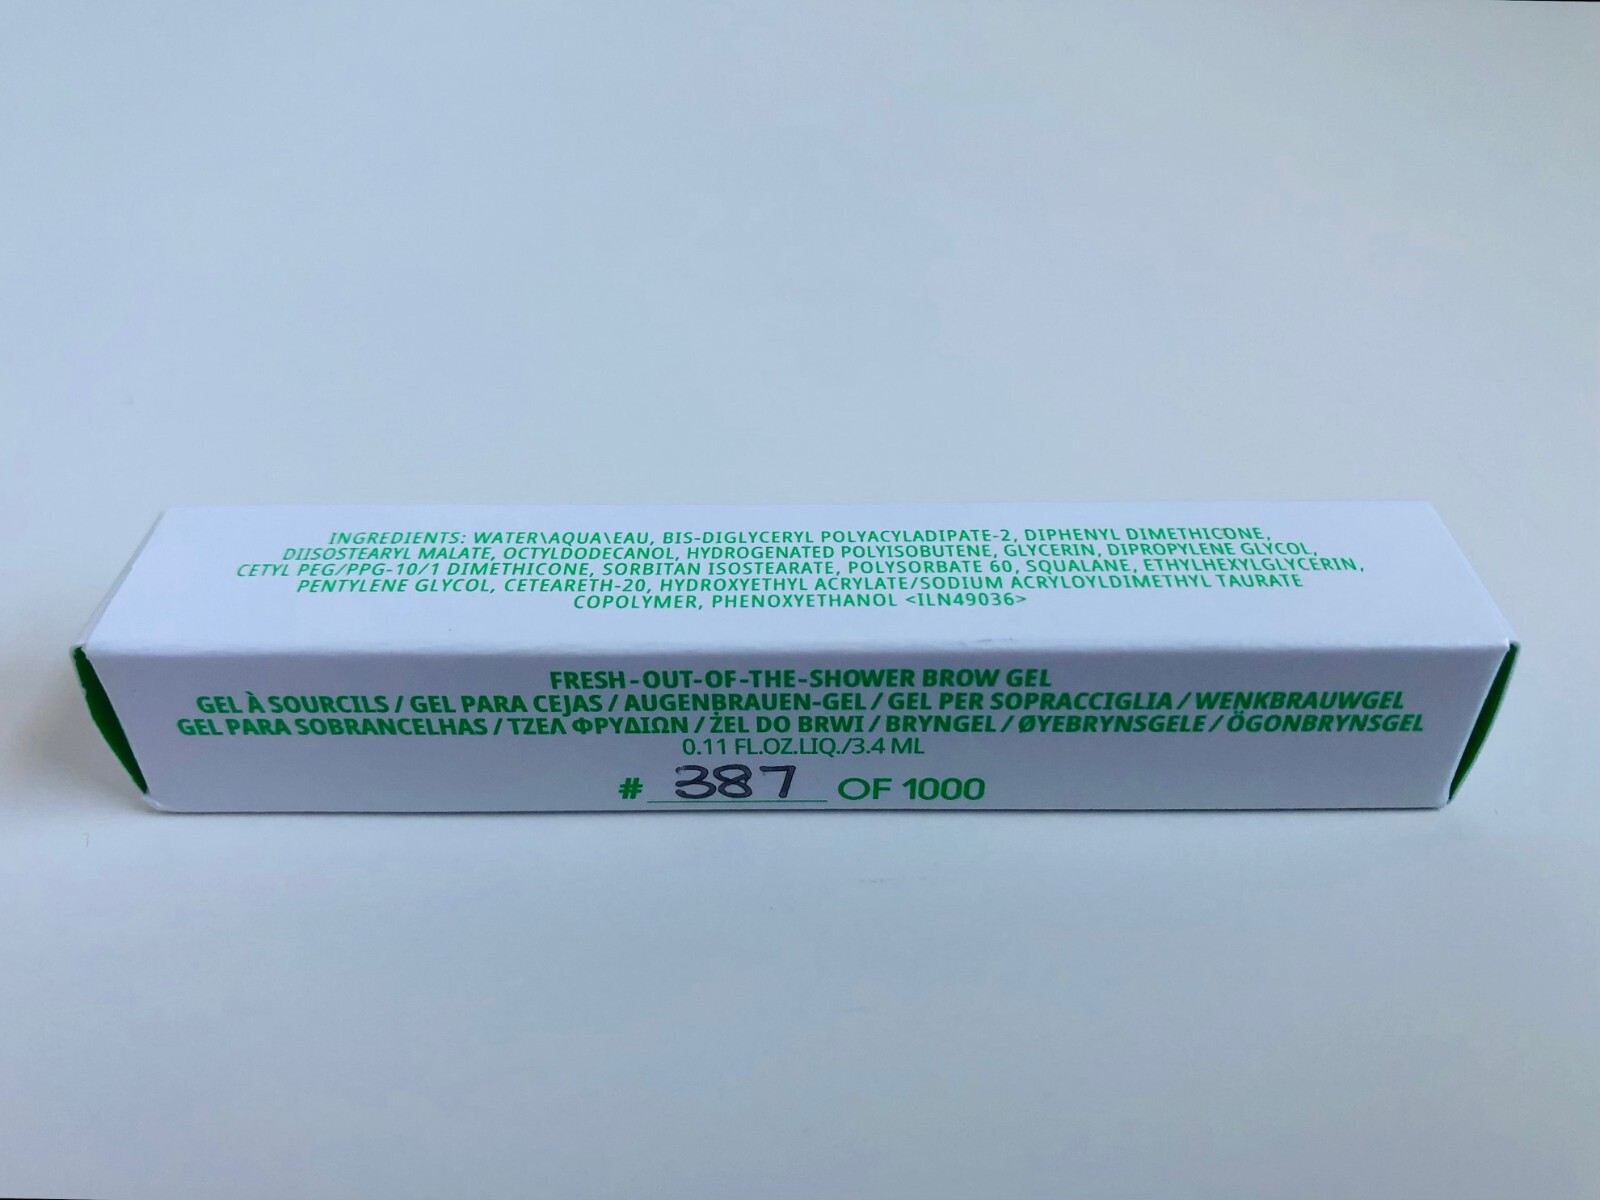 INGREDIENTS: WATER\AQUA\EAU, BIS-DIGLYCERYL POLYACYLADIPATE-2, DIPHENYL DIMETHICONE,
DIISOSTEARYL MALATE, OCTYLDODECANOL, HYDROGENATED POLYISOBUTENE, GLYCERIN, DIPROPYLENE GLYCOL,
CETYL PEG/PPG-10/1 DIMETHICONE, SORBITAN ISOSTEARATE, POLYSORBATE 60, SQUALANE, ETHYLHEXYLGLYCERIN,
PENTYLENE GLYCOL, CETEARETH-20, HYDROXYETHYL ACRYLATE/SODIUM ACRYLOYLDIMETHYL TAURATE
COPOLYMER, PHENOXYETHANOL <ILN49036>
FRESH-OUT-OF-THE-SHOWER BROW GEL
GEL À SOURCILS / GEL PARA CEJAS / AUGENBRAUEN-GEL / GEL PER SOPRACCIGLIA / WENKBRAUWGEL
GEL PARA SOBRANCELHAS / ΤΖΕΛ ΦΡΥΔΙΩΝ / ŻEL DO BRWI / BRYNGEL / ØYEBRYNSGELE / ÖGONBRYNSGEL
0.11 FL.OZ.LIQ./3.4 ML
# 387 OF 1000